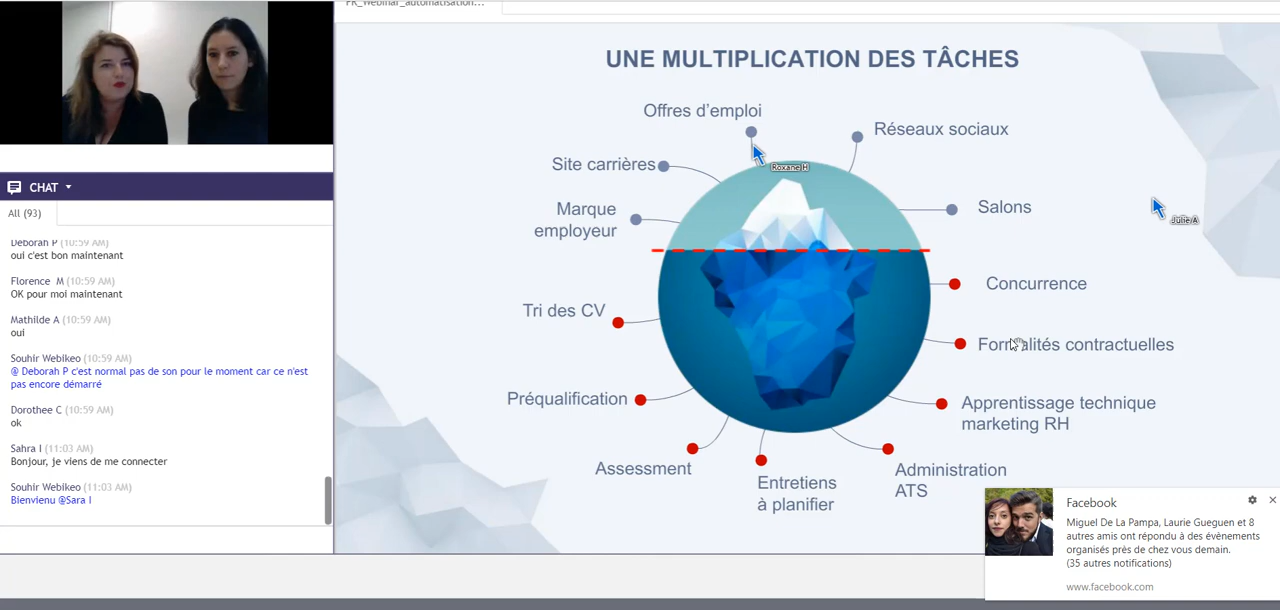 PR_Webinar_automatisation...
CHAT
All (93)
Deborah P (10:59 AM)
oui c'est bon maintenant
Florence M (10:59 AM)
OK pour moi maintenant
Mathilde A (10:59 AM)
oui
Souhir Webikeo (10:59 AM)
@ Deborah P c'est normal pas de son pour le moment car ce n'est
pas encore démarré
Dorothee C (10:59 AM)
ok
Sahra I (11:03 AM)
Bonjour, je viens de me connecter
Souhir Webikeo (11:03 AM)
Bienvienu @Sara I
UNE MULTIPLICATION DES TÂCHES
Offres d'emploi
Réseaux sociaux
Site carrières
Roxane H
Marque
employeur
Salons
Julie A
Concurrence
Tri des CV
Formalités contractuelles
Préqualification
Apprentissage technique
marketing RH
Assessment
Entretiens
à planifier
Administration
ATS
Facebook
Miguel De La Pampa, Laurie Gueguen et 8
autres amis ont répondu à des évènements
organisés près de chez vous demain.
(35 autres notifications)
www.facebook.com